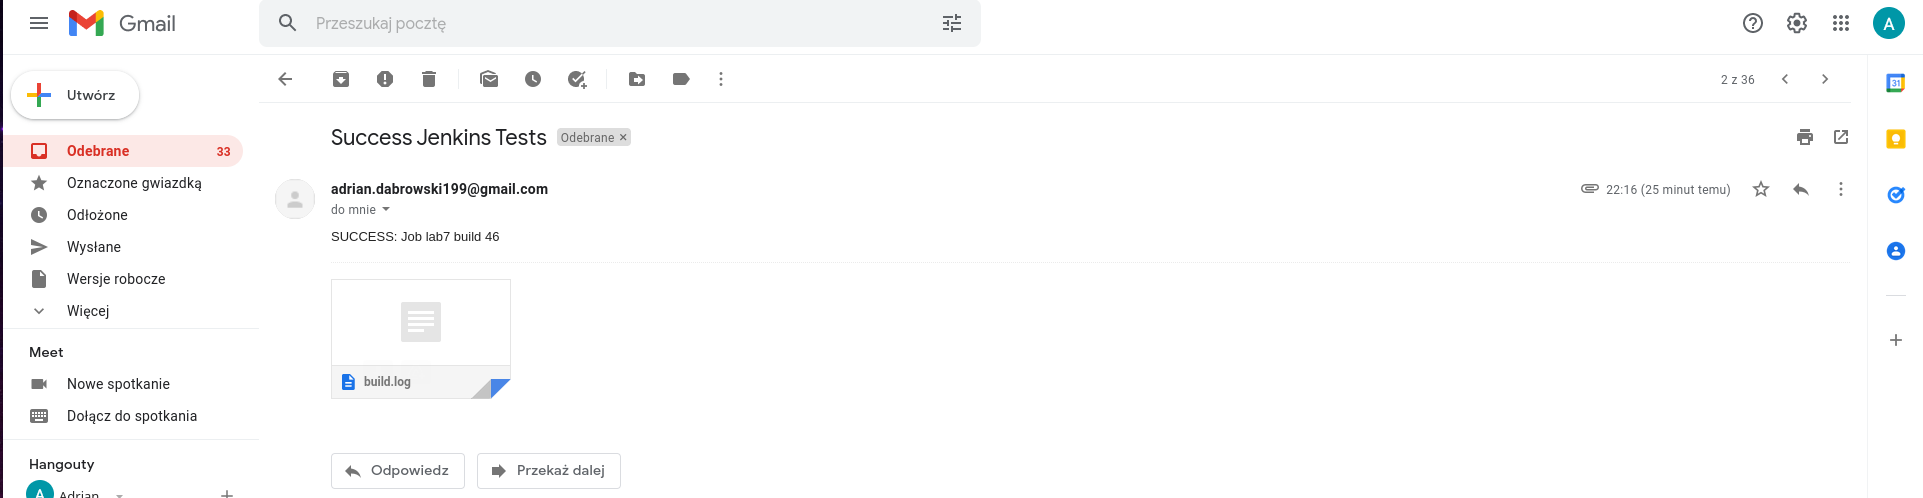 Gmail
Przeszukaj pocztę
A
Utwórz
2 z 36
31
Success Jenkins Tests
Odebrane ×
Odebrane 33
Oznaczone gwiazdką
Odłożone
Wysłane
Wersje robocze
Więcej
adrian.dabrowski199@gmail.com
22:16 (25 minut temu)
do mnie
SUCCESS: Job lab7 build 46
build.log
Meet
Nowe spotkanie
Dołącz do spotkania
Hangouty
A Adrian
Odpowiedz
Przekaż dalej